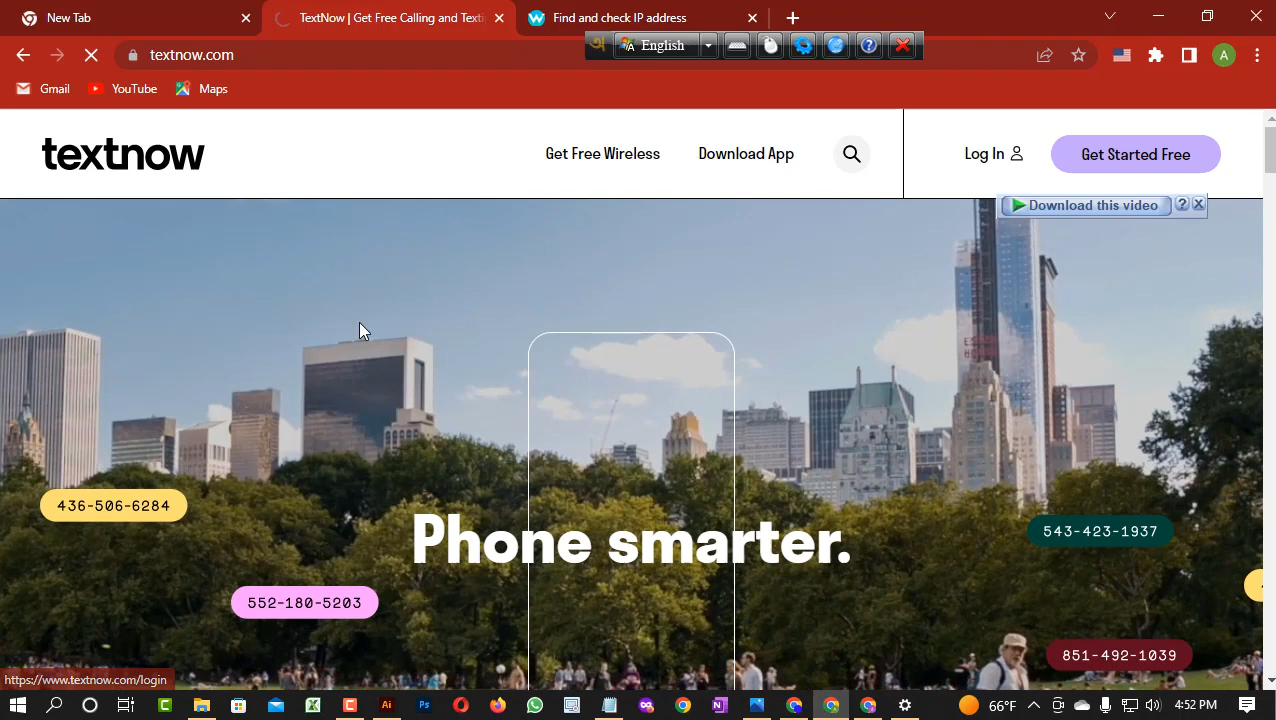 New Tab
TextNow | Get Free Calling and Texti
Find and check IP address
textnow.com
অ
English
A
Gmail
YouTube
Maps
textnow
Get Free Wireless
Download App
Log In
Get Started Free
Download this video
436-506-6284
Phone smarter.
543-423-1937
552-180-5203
851-492-1039
https://www.textnow.com/login
Ai
Ps
66°F
4:52 PM